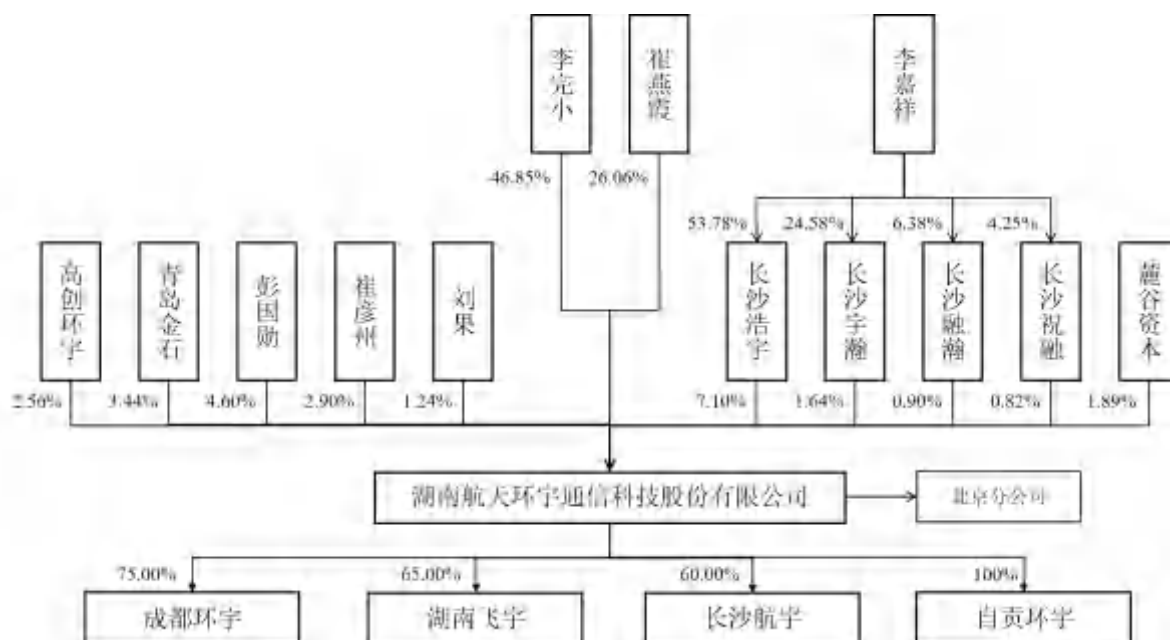 李完小
崔燕霞
李嘉祥
46.85%
26.06%
53.78%
24.58%
6.38%
4.25%
高创环宇
青岛金石
彭国勋
崔彦州
刘果
长沙浩宇
长沙宇瀚
长沙融瀚
长沙祝融
麓谷资本
2.56%
3.44%
4.60%
2.90%
1.24%
7.10%
1.64%
0.90%
0.82%
1.89%
湖南航天环宇通信科技股份有限公司
北京分公司
75.00%
65.00%
60.00%
100%
成都环宇
湖南飞宇
长沙航宇
自贡环宇